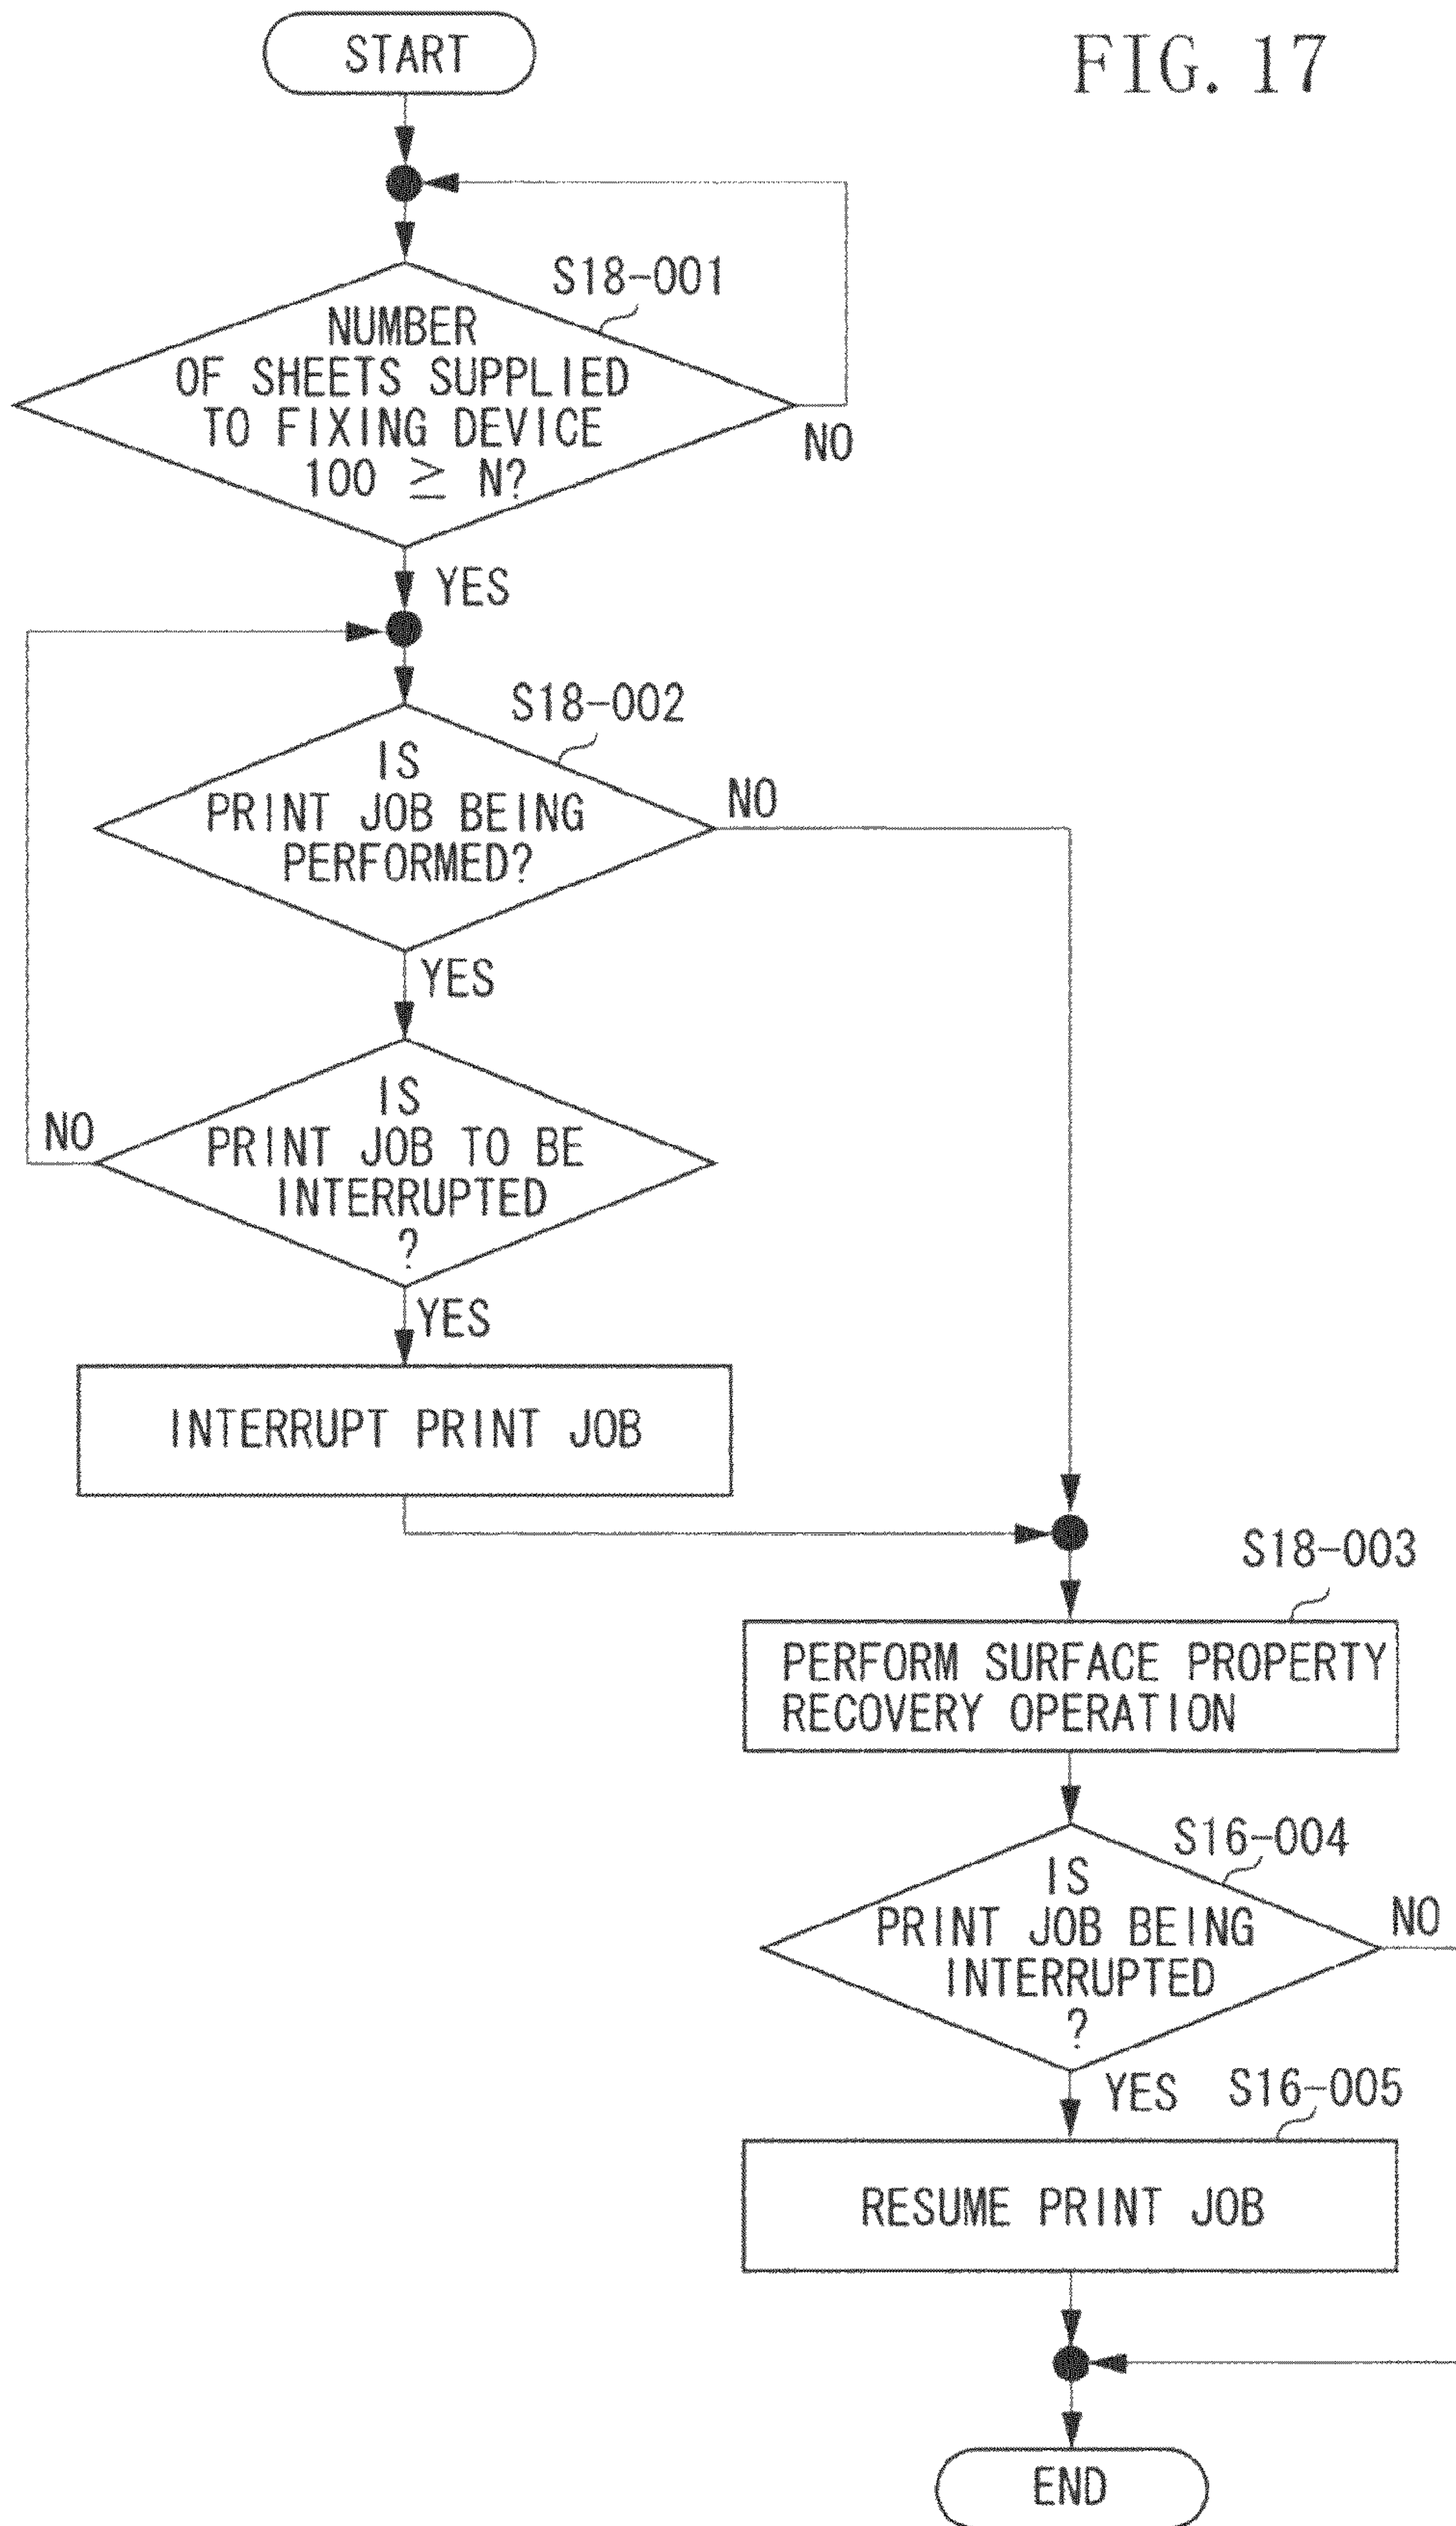 START
FIG. 17
S18-001
NUMBER
OF SHEETS SUPPLIED
TO FIXING DEVICE
100 ≥ N?
NO
YES
S18-002
IS
PRINT JOB BEING
PERFORMED?
NO
YES
IS
PRINT JOB TO BE
INTERRUPTED
?
NO
YES
INTERRUPT PRINT JOB
S18-003
PERFORM SURFACE PROPERTY
RECOVERY OPERATION
S16-004
IS
PRINT JOB BEING
INTERRUPTED
?
NO
YES
S16-005
RESUME PRINT JOB
END